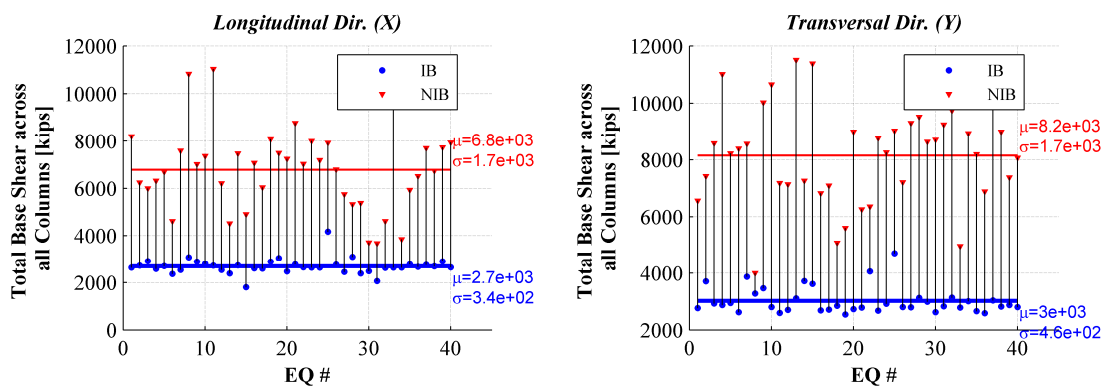 Longitudinal Dir. (X)
12000
10000
8000
6000
4000
2000
0
0
10
20
30
40
EQ #
Total Base Shear across
all Columns [kips]
IB
NIB
μ=6.8e+03
σ=1.7e+03
μ=2.7e+03
σ=3.4e+02
Transversal Dir. (Y)
12000
10000
8000
6000
4000
2000
0
10
20
30
40
EQ #
Total Base Shear across
all Columns [kips]
IB
NIB
μ=8.2e+03
σ=1.7e+03
μ=3e+03
σ=4.6e+02